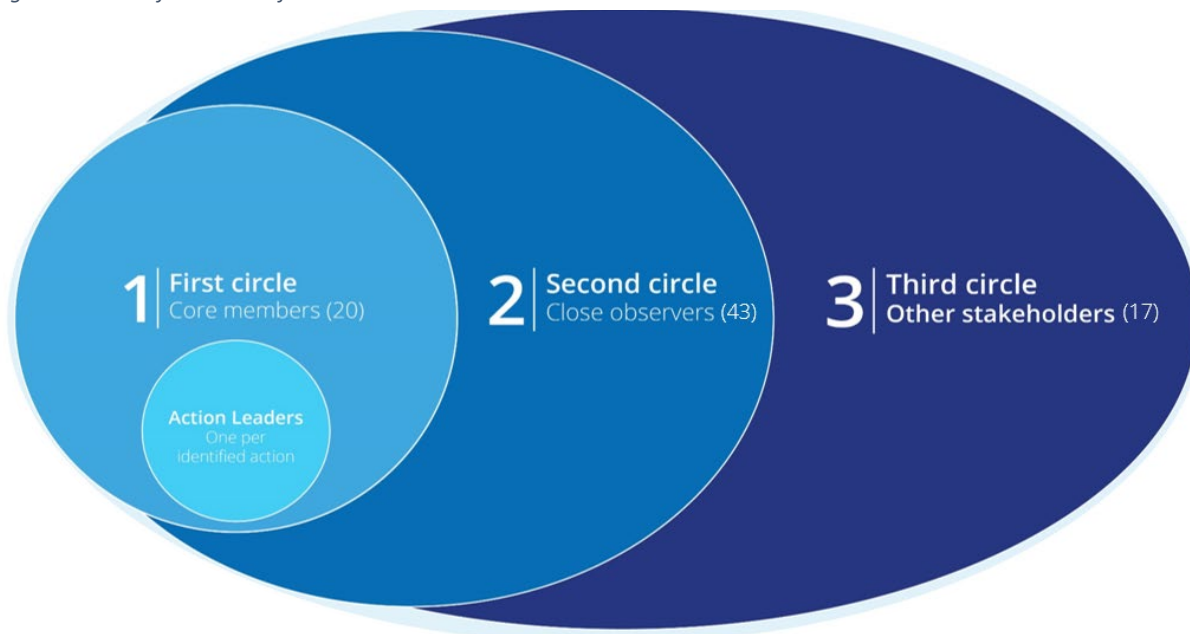 1
First circle
Core members (20)
Action Leaders
One per
identified action
2
Second circle
Close observers (43)
3
Third circle
Other stakeholders (17)